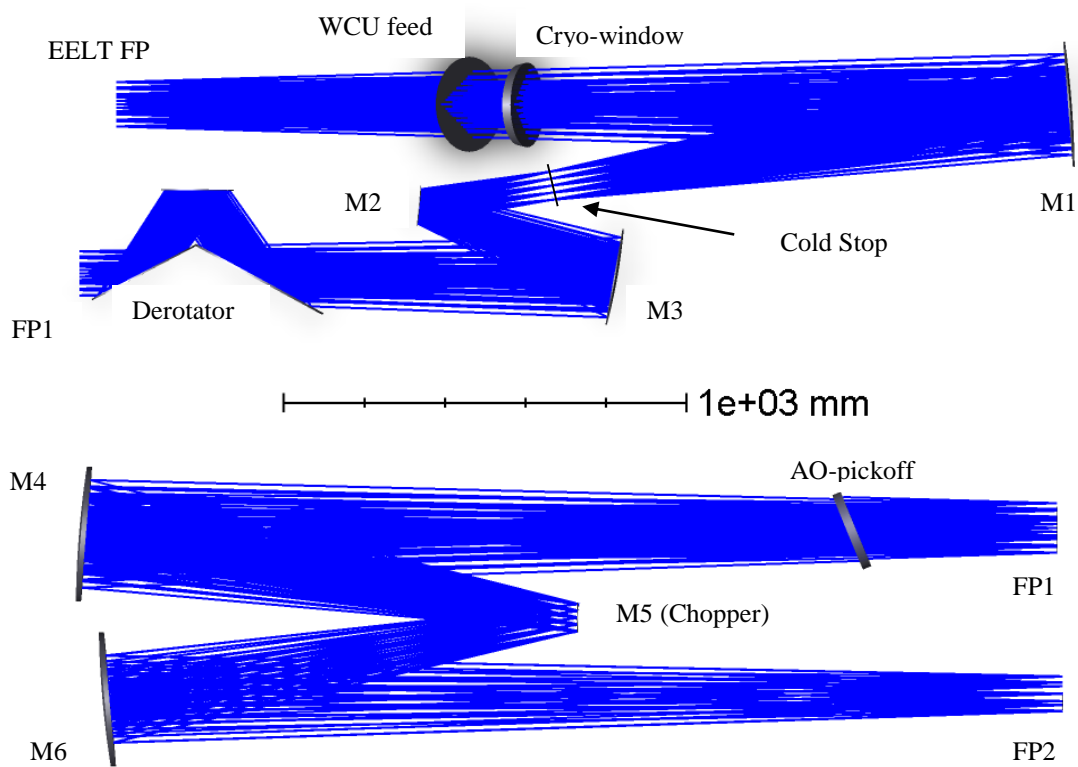 WCU feed
EELT FP
Cryo-window
M2
M1
Cold Stop
Derotator
M3
FP1
1e+03 mm
M4
AO-pickoff
FP1
M5 (Chopper)
M6
FP2